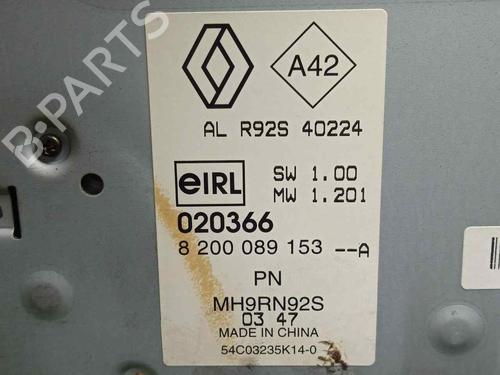 A42
AL R92S 40224
eIRL SW 1.00
MW 1.201
020366
8 200 089 153 --A
PN
MH9RN92S
03 47
MADE IN CHINA
54C03235K14-0
B-PARTS